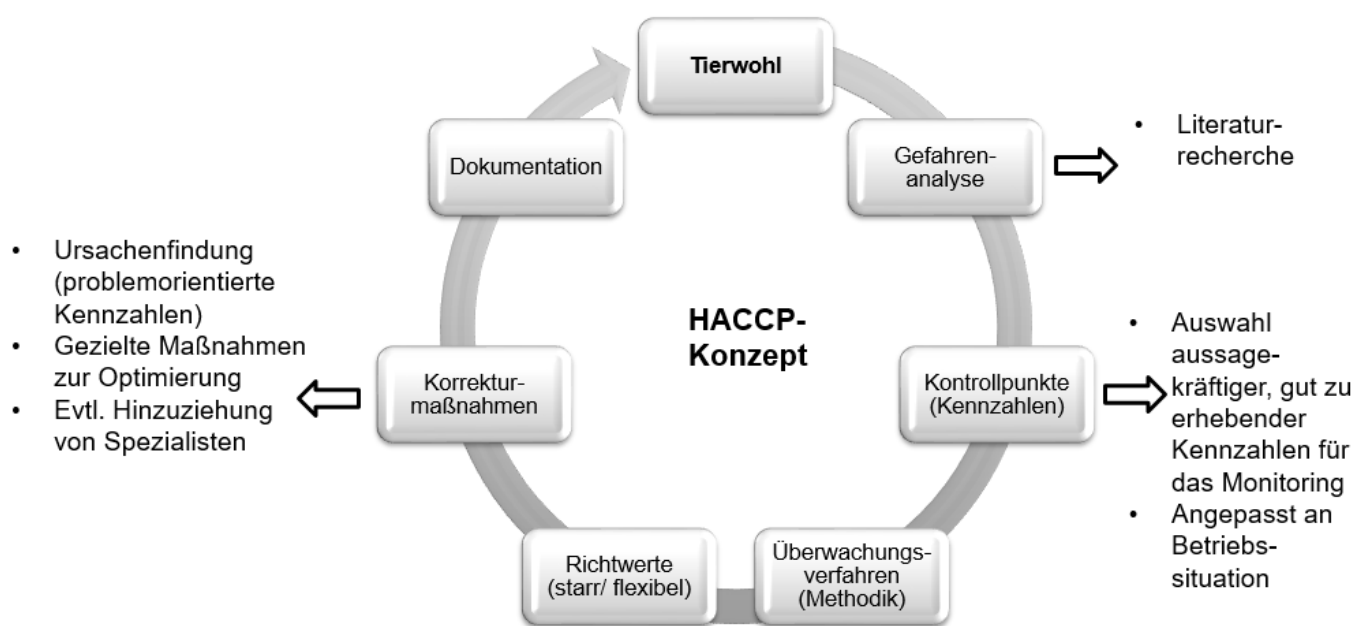 Tierwohl
Gefahren-
analyse
• Literatur-
recherche
Kontrollpunkte
(Kennzahlen)
• Auswahl
aussage-
kräftiger, gut zu
erhebender
Kennzahlen für
das Monitoring
• Angepasst an
Betriebs-
situation
Überwachungs-
verfahren
(Methodik)
Richtwerte
(starr/ flexibel)
Korrektur-
maßnahmen
• Ursachenfindung
(problemorientierte
Kennzahlen)
• Gezielte Maßnahmen
zur Optimierung
• Evtl. Hinzuziehung
von Spezialisten
Dokumentation
HACCP-
Konzept